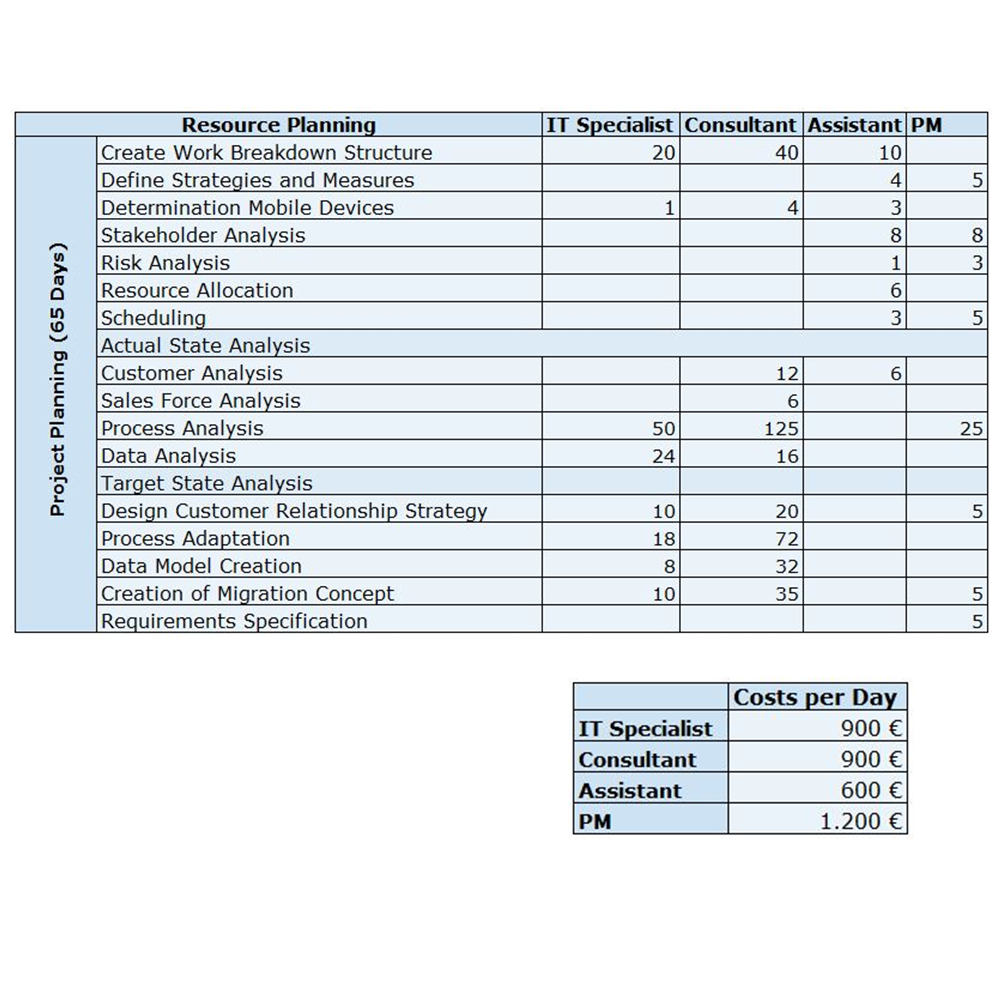 Resource Planning IT Specialist Consultant Assistant PM
Project Planning (65 Days)
Create Work Breakdown Structure 20 40 10
Define Strategies and Measures 4 5
Determination Mobile Devices 1 4 3
Stakeholder Analysis 8 8
Risk Analysis 1 3
Resource Allocation 6
Scheduling 3 5
Actual State Analysis
Customer Analysis 12 6
Sales Force Analysis 6
Process Analysis 50 125 25
Data Analysis 24 16
Target State Analysis
Design Customer Relationship Strategy 10 20 5
Process Adaptation 18 72
Data Model Creation 8 32
Creation of Migration Concept 10 35 5
Requirements Specification 5
Costs per Day
IT Specialist 900 €
Consultant 900 €
Assistant 600 €
PM 1.200 €